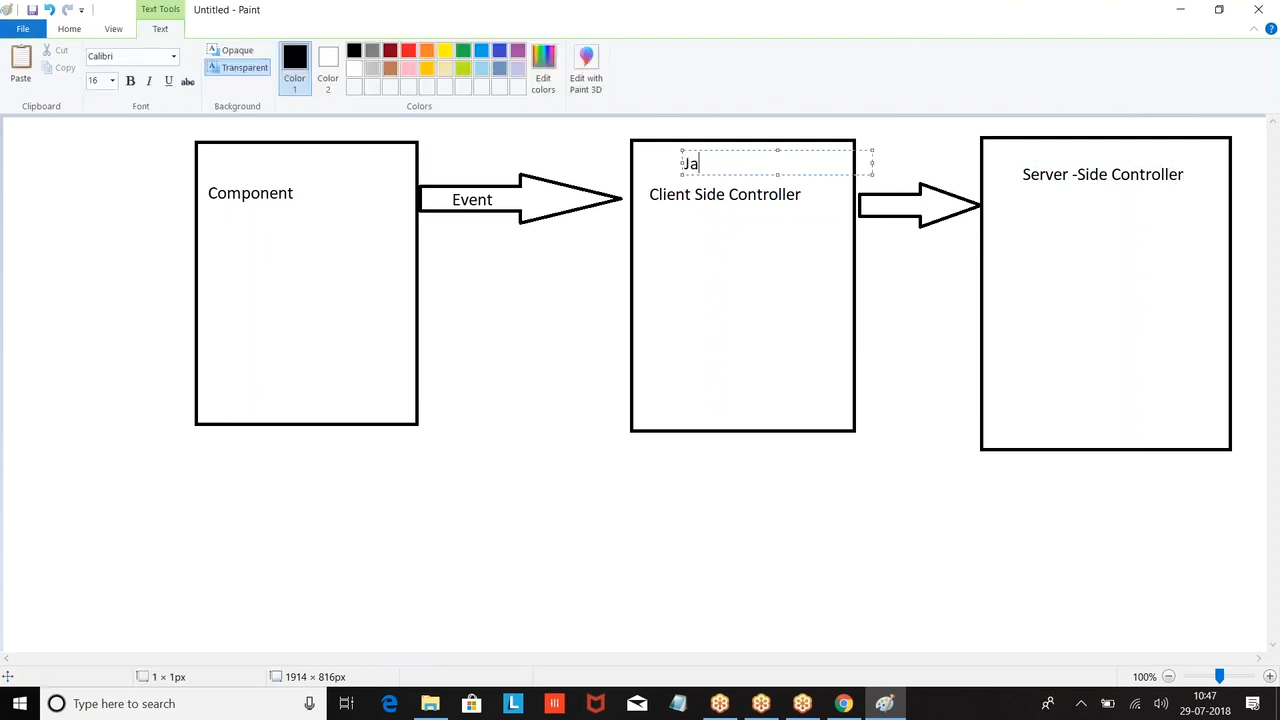 Text Tools
Untitled - Paint
File
Home
View
Text
Paste
Cut
Copy
Calibri
16
B
I
U
abc
Opaque
Transparent
Color
1
Color
2
Edit
colors
Edit with
Paint 3D
Clipboard
Font
Background
Colors
Component
Event
Ja
Client Side Controller
Server -Side Controller
1 × 1px
1914 × 816px
100%
Type here to search
10:47
29-07-2018